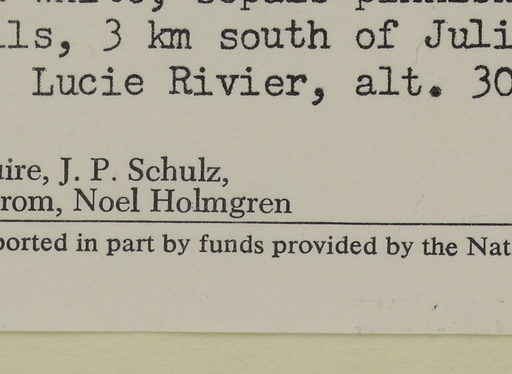 lls, 3 km south of Juli
Lucie Rivier, alt. 30
uire, J. P. Schulz,
rom, Noel Holmgren
ported in part by funds provided by the Nat